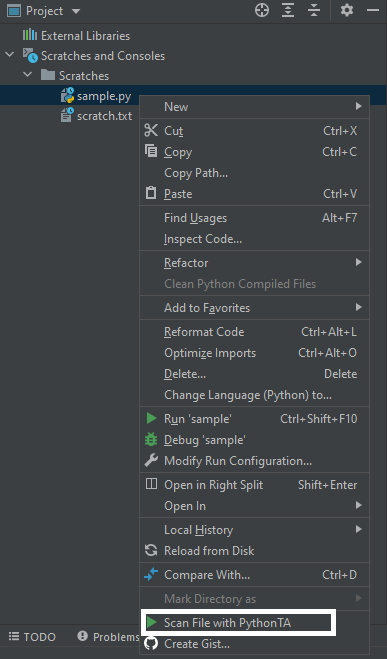 Project
External Libraries
Scratches and Consoles
Scratches
sample.py
scratch.txt
New
Cut Ctrl+X
Copy Ctrl+C
Copy Path...
Paste Ctrl+V
Find Usages Alt+F7
Inspect Code...
Refactor
Clean Python Compiled Files
Add to Favorites
Reformat Code Ctrl+Alt+L
Optimize Imports Ctrl+Alt+O
Delete... Delete
Change Language (Python) to...
Run 'sample' Ctrl+Shift+F10
Debug 'sample'
Modify Run Configuration...
Open in Right Split Shift+Enter
Open In
Local History
Reload from Disk
Compare With... Ctrl+D
Mark Directory as
Scan File with PythonTA
TODO Problems Create Gist...